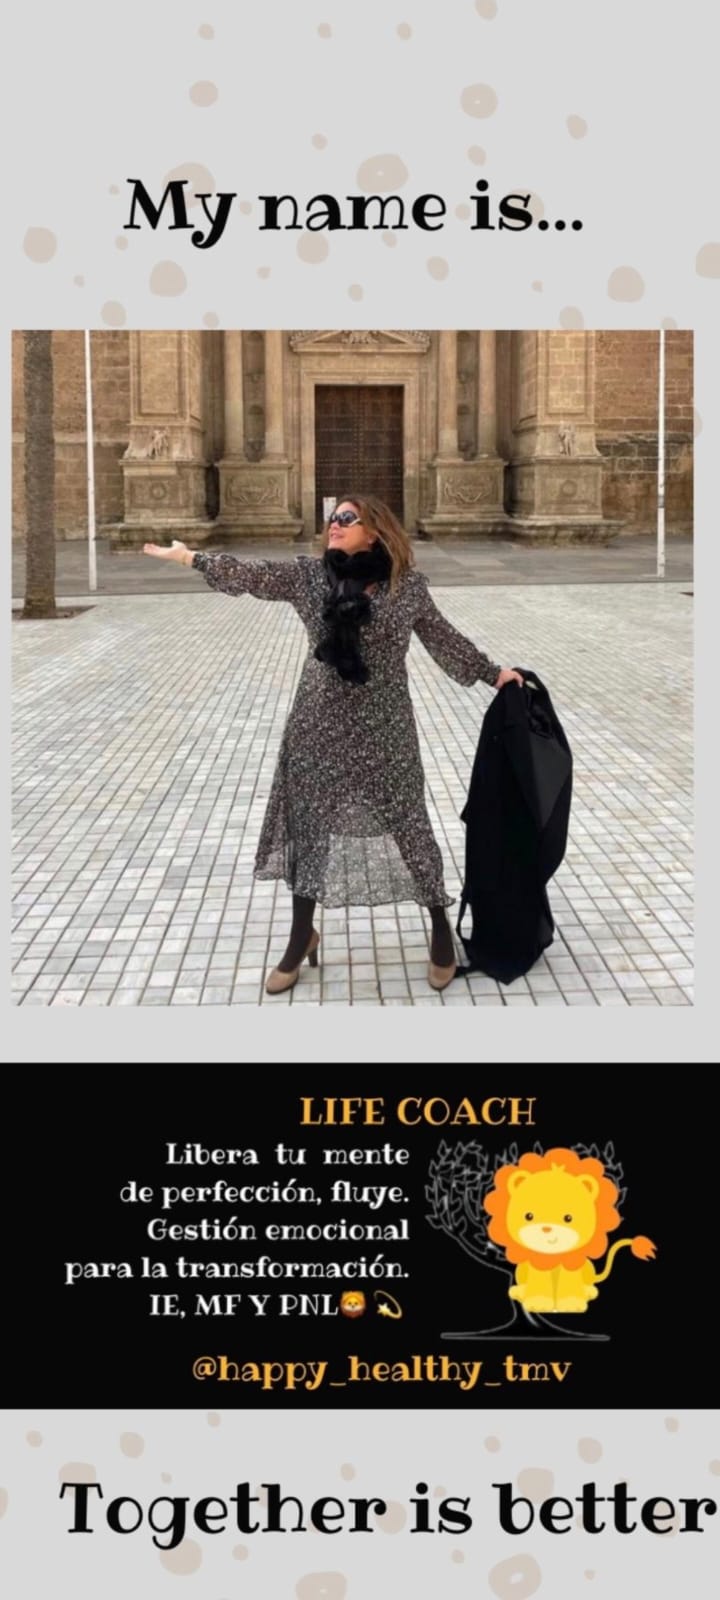 My name is...
LIFE COACH
Libera tu mente
de perfección, fluye.
Gestión emocional
para la transformación.
IE, MF Y PNL🦁💫
@happy_healthy_tmv
Together is better